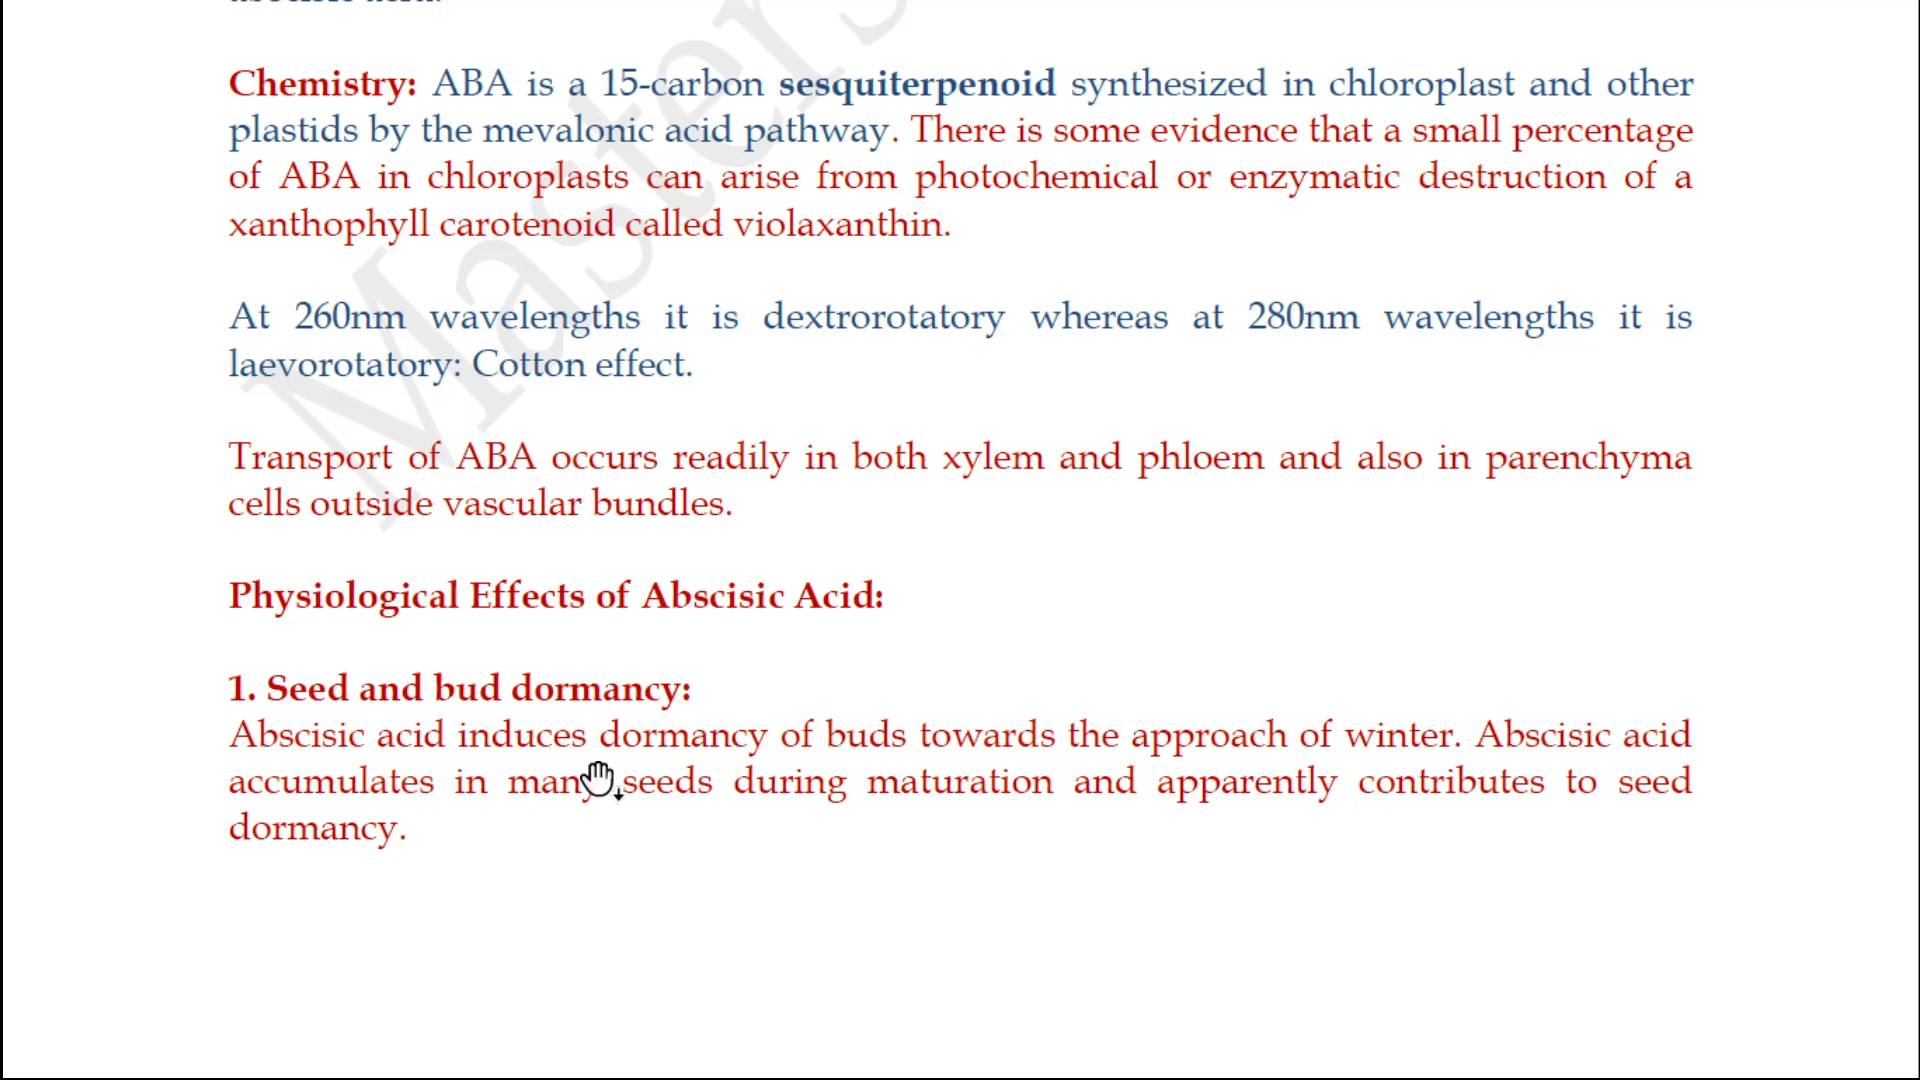 Chemistry: ABA is a 15-carbon sesquiterpenoid synthesized in chloroplast and other
plastids by the mevalonic acid pathway. There is some evidence that a small percentage
of ABA in chloroplasts can arise from photochemical or enzymatic destruction of a
xanthophyll carotenoid called violaxanthin.
At 260nm wavelengths it is dextrorotatory whereas at 280nm wavelengths it is
laevorotatory: Cotton effect.
Transport of ABA occurs readily in both xylem and phloem and also in parenchyma
cells outside vascular bundles.
Physiological Effects of Abscisic Acid:
1. Seed and bud dormancy:
Abscisic acid induces dormancy of buds towards the approach of winter. Abscisic acid
accumulates in many seeds during maturation and apparently contributes to seed
dormancy.
Masters